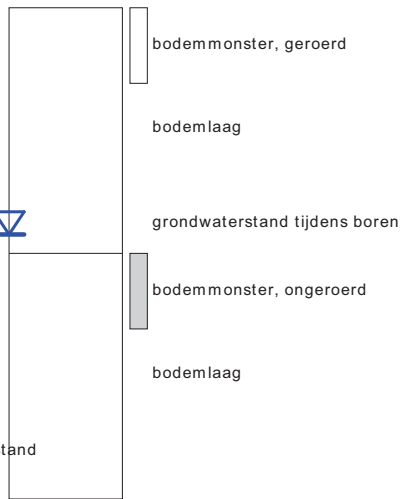 bodemmonster, geroerd
bodemlaag
grondwaterstand tijdens boren
bodemmonster, ongeroerd
bodemlaag
tand